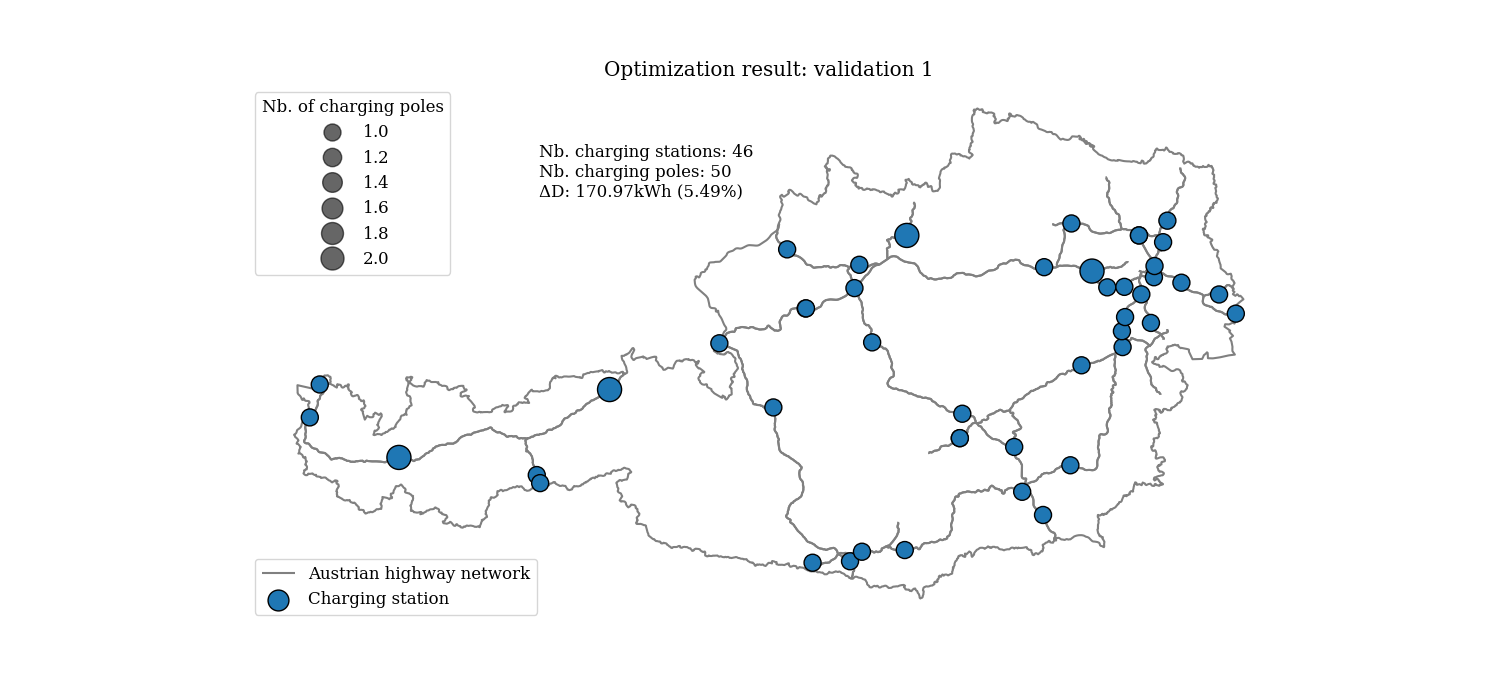 Optimization result: validation 1
Nb. of charging poles
1.0
1.2
1.4
1.6
1.8
2.0
Nb. charging stations: 46
Nb. charging poles: 50
ΔD: 170.97kWh (5.49%)
Austrian highway network
Charging station